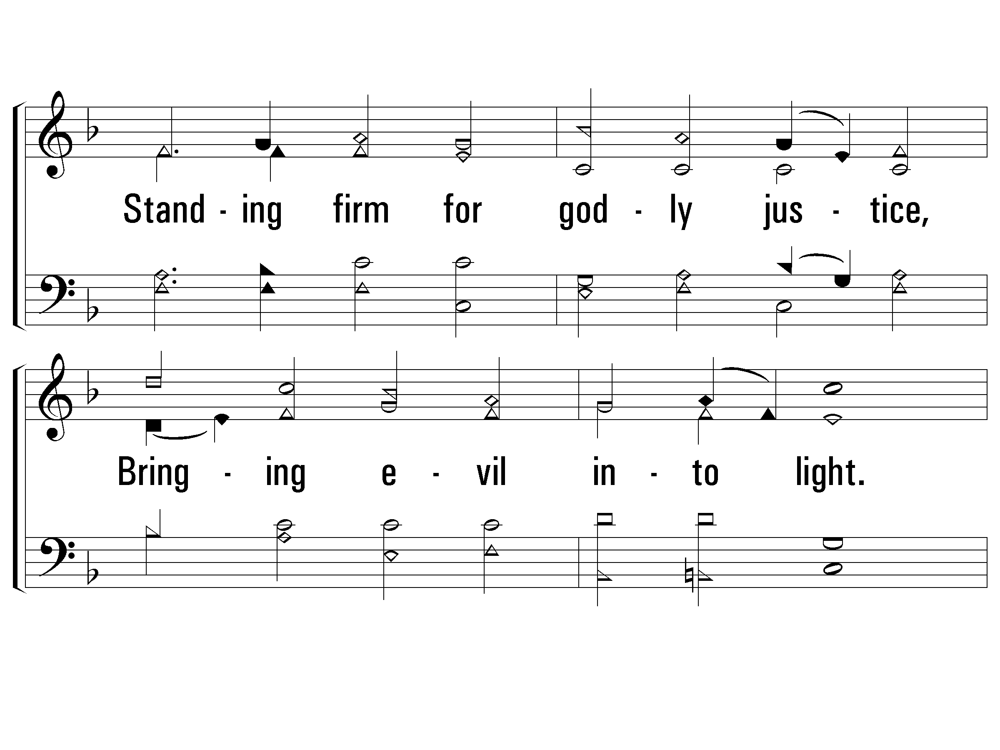 Stand - ing firm for god - ly jus - tice,
Bring - ing e - vil in - to light.